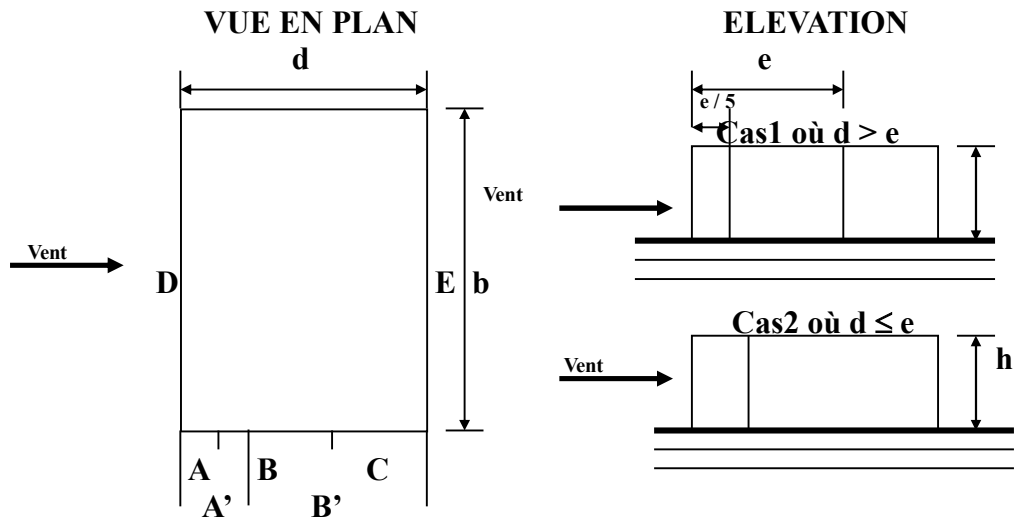 VUE EN PLAN
d
Vent
D
E
b
A
B
C
A’
B’
ELEVATION
e
e / 5
Cas1 où d > e
Vent
Cas2 où d ≤ e
Vent
h